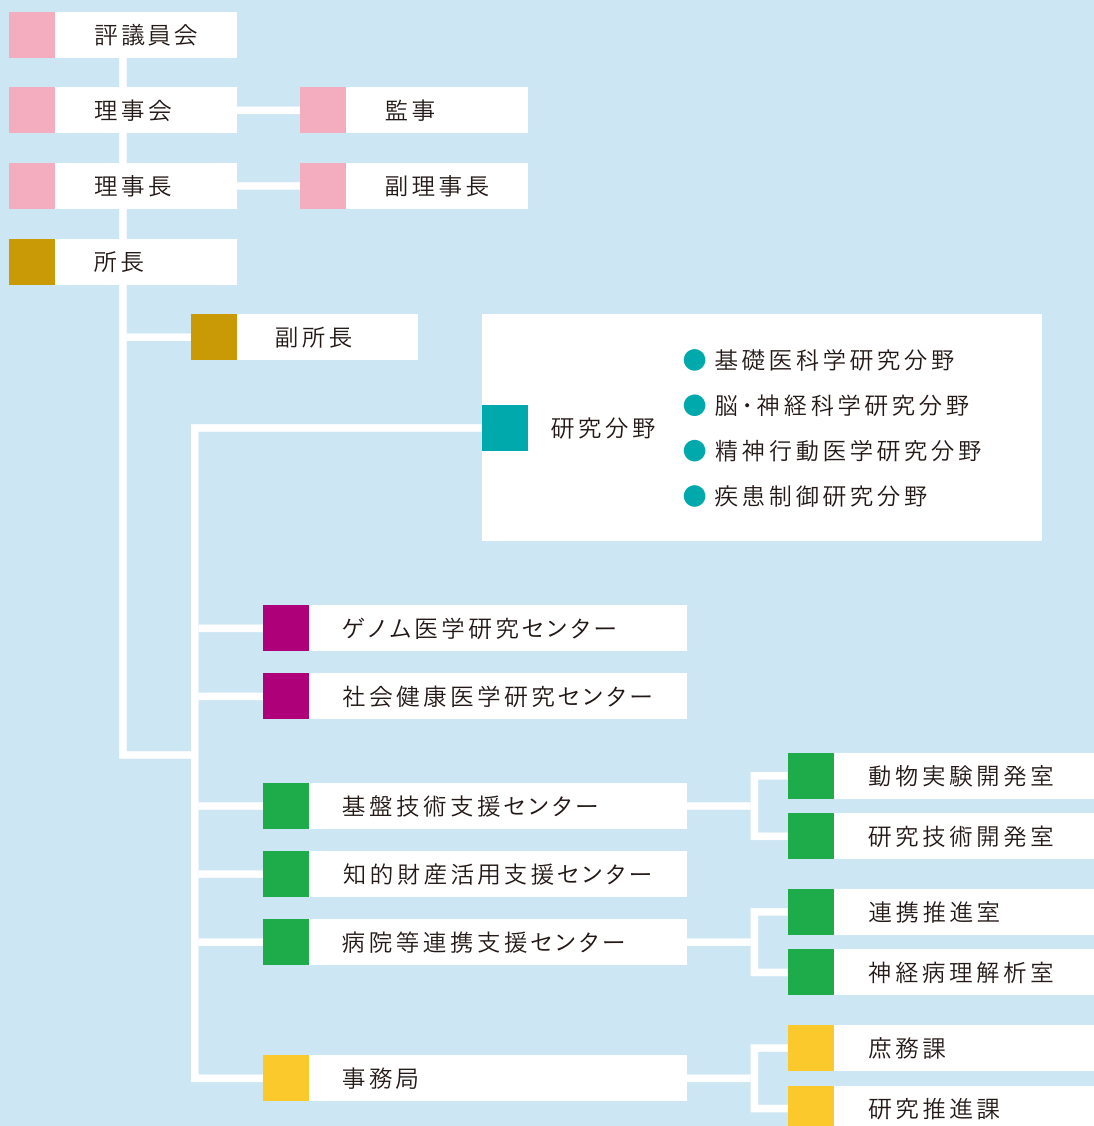 評議員会
理事会
監事
理事長
副理事長
所長
副所長
研究分野
基礎医科学研究分野
脳・神経科学研究分野
精神行動医学研究分野
疾患制御研究分野
ゲノム医学研究センター
社会健康医学研究センター
基盤技術支援センター
動物実験開発室
研究技術開発室
知的財産活用支援センター
病院等連携支援センター
連携推進室
神経病理解析室
事務局
庶務課
研究推進課